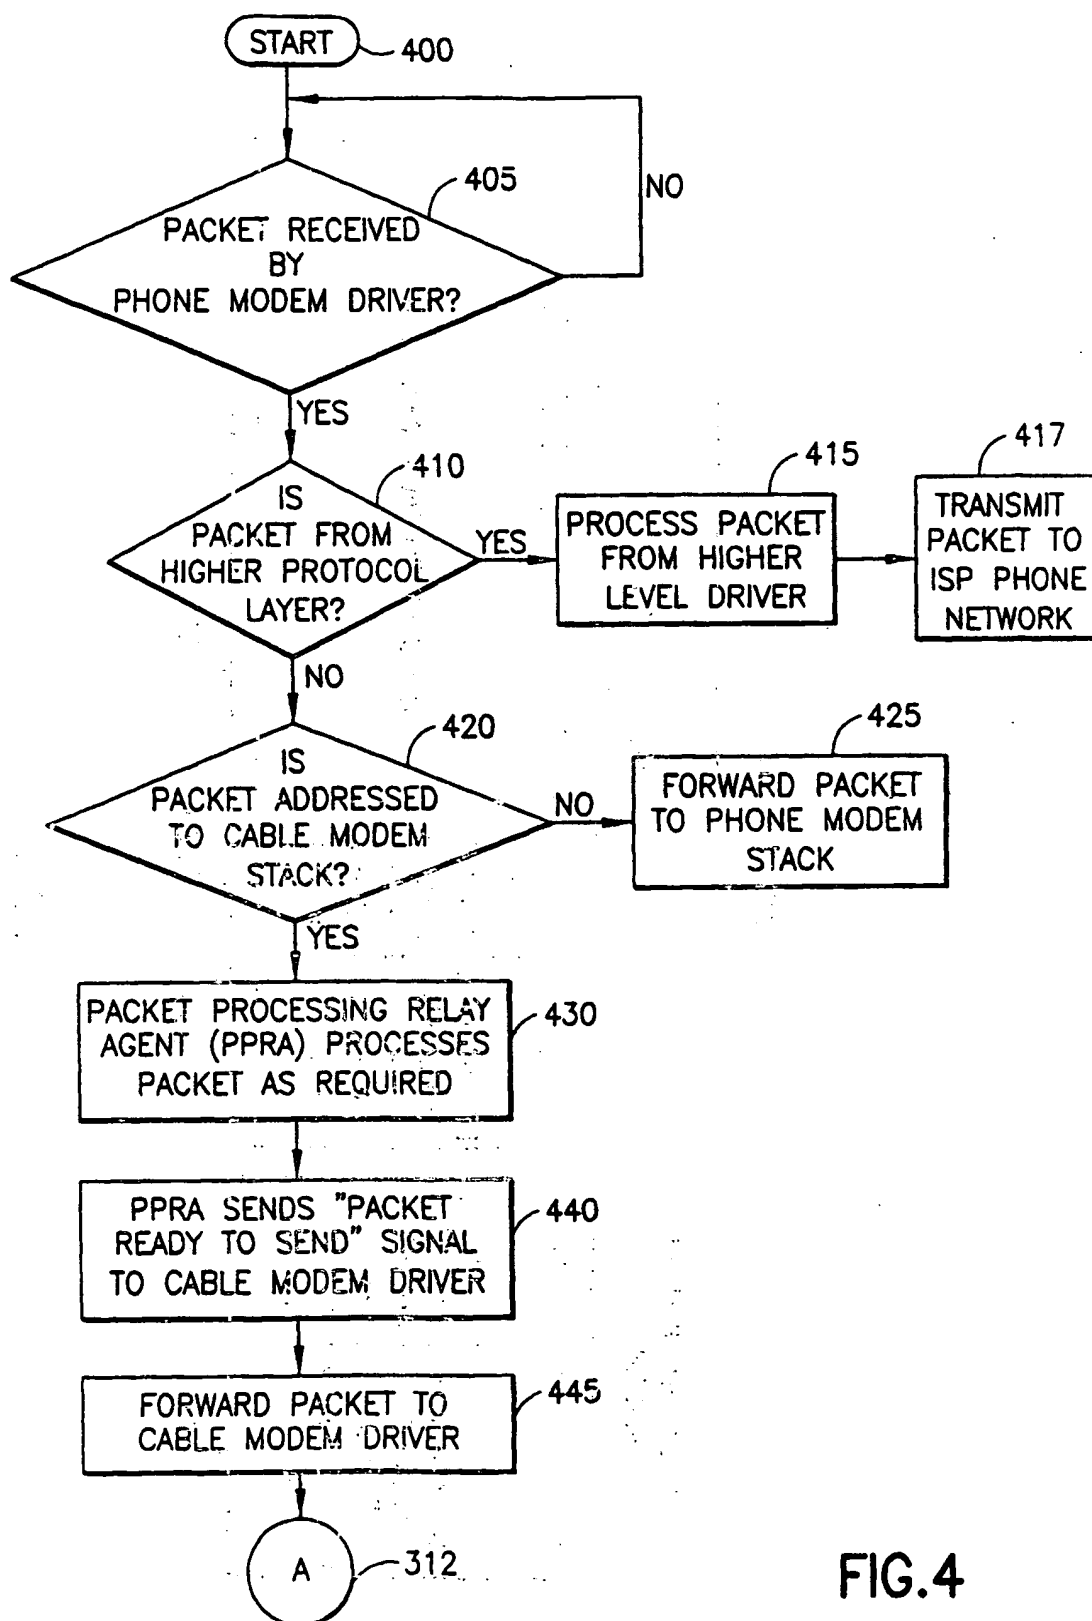 START
400
405
NO
PACKET RECEIVED
BY
PHONE MODEM DRIVER?
YES
410
IS
PACKET FROM
HIGHER PROTOCOL
LAYER?
YES
415
PROCESS PACKET
FROM HIGHER
LEVEL DRIVER
417
TRANSMIT
PACKET TO
ISP PHONE
NETWORK
NO
420
IS
PACKET ADDRESSED
TO CABLE MODEM
STACK?
NO
425
FORWARD PACKET
TO PHONE MODEM
STACK
YES
PACKET PROCESSING RELAY
AGENT (PPRA) PROCESSES
PACKET AS REQUIRED
430
PPRA SENDS "PACKET
READY TO SEND" SIGNAL
TO CABLE MODEM DRIVER
440
FORWARD PACKET TO
CABLE MODEM DRIVER
445
A
312
FIG.4